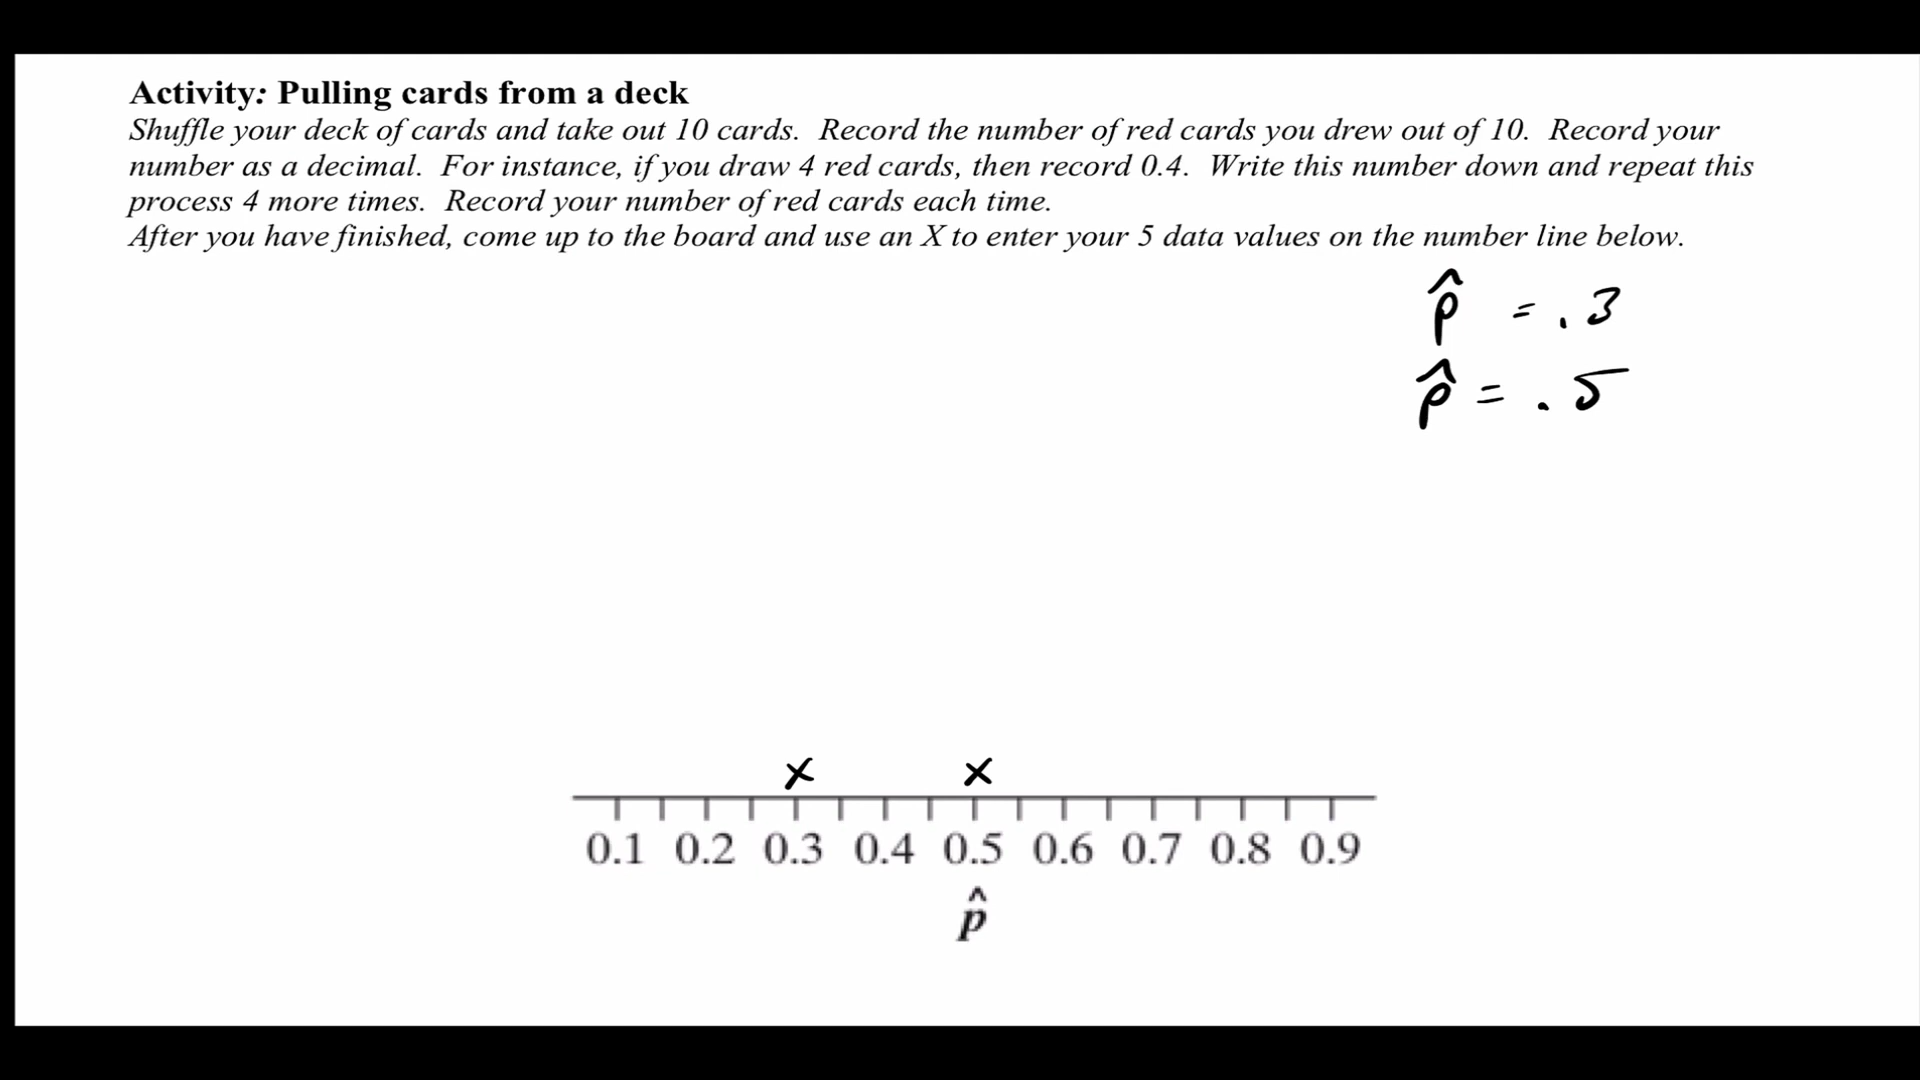 Activity: Pulling cards from a deck
Shuffle your deck of cards and take out 10 cards.  Record the number of red cards you drew out of 10.  Record your
number as a decimal.  For instance, if you draw 4 red cards, then record 0.4.  Write this number down and repeat this
process 4 more times.  Record your number of red cards each time.
After you have finished, come up to the board and use an X to enter your 5 data values on the number line below.
p̂ = .3
p̂ = .5
x x
0.1 0.2 0.3 0.4 0.5 0.6 0.7 0.8 0.9
p̂